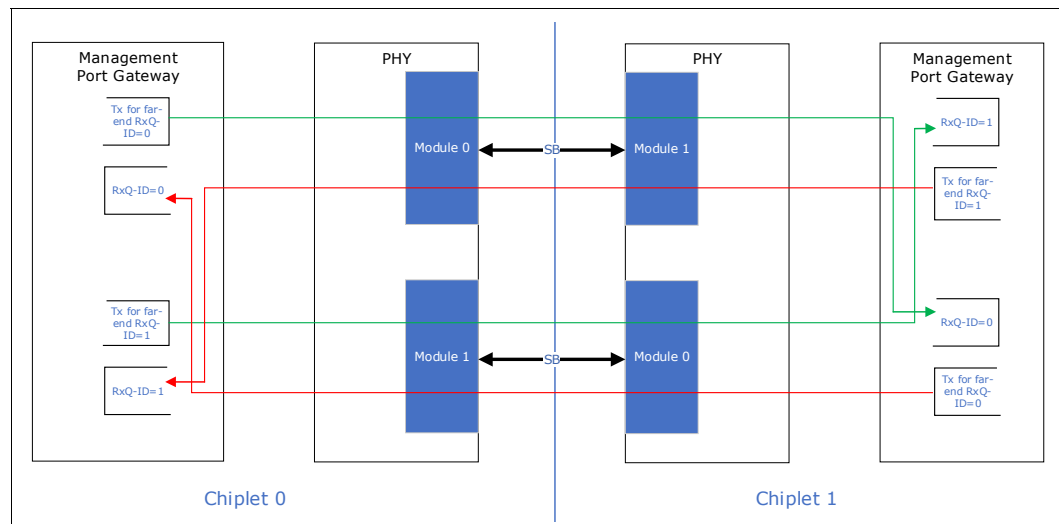 Management
Port Gateway
Tx for far-
end RxQ-
ID=0
RxQ-ID=0
Tx for far-
end RxQ-
ID=1
RxQ-ID=1
PHY
Module 0
Module 1
SB
SB
PHY
Module 1
Module 0
Management
Port Gateway
RxQ-ID=1
Tx for far-
end RxQ-
ID=1
RxQ-ID=0
Tx for far-
end RxQ-
ID=0
Chiplet 0
Chiplet 1